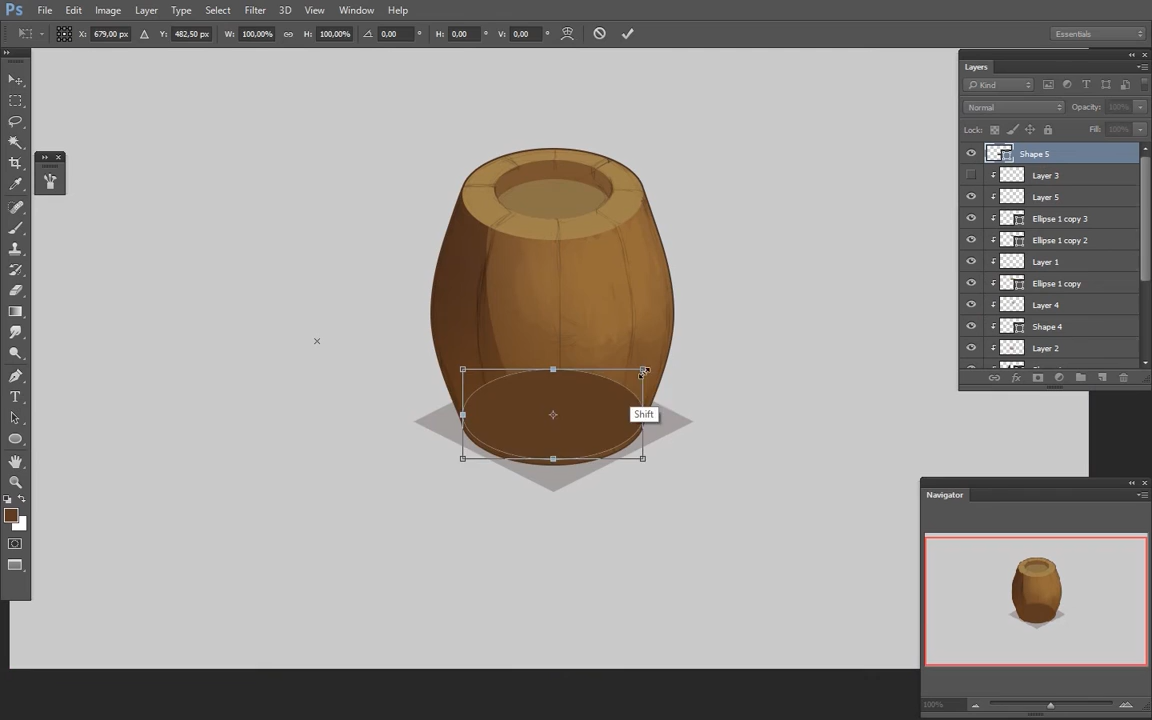 Ps File Edit Image Layer Type Select Filter 3D View Window Help
X: 679,00 px Y: 482,50 px W: 100,00% H: 100,00% 0,00 ° H: 0,00 ° V: 0,00 ° Essentials
Layers
Kind
Normal Opacity: 100%
Lock: Fill: 100%
Shape 5
Layer 3
Layer 5
Ellipse 1 copy 3
Ellipse 1 copy 2
Layer 1
Ellipse 1 copy
Layer 4
Shape 4
Layer 2
Shift
Navigator
100%